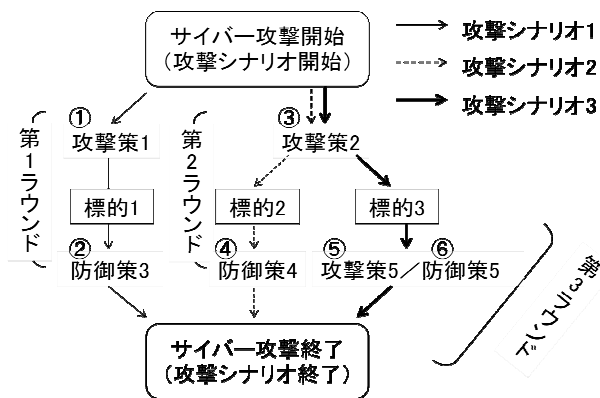 サイバー攻撃開始
(攻撃シナリオ開始)
攻撃シナリオ1
攻撃シナリオ2
攻撃シナリオ3
第1ラウンド
① 攻撃策1
標的1
② 防御策3
第2ラウンド
③ 攻撃策2
標的2
標的3
④ 防御策4
⑤ ⑥
攻撃策5／防御策5
第3ラウンド
サイバー攻撃終了
(攻撃シナリオ終了)